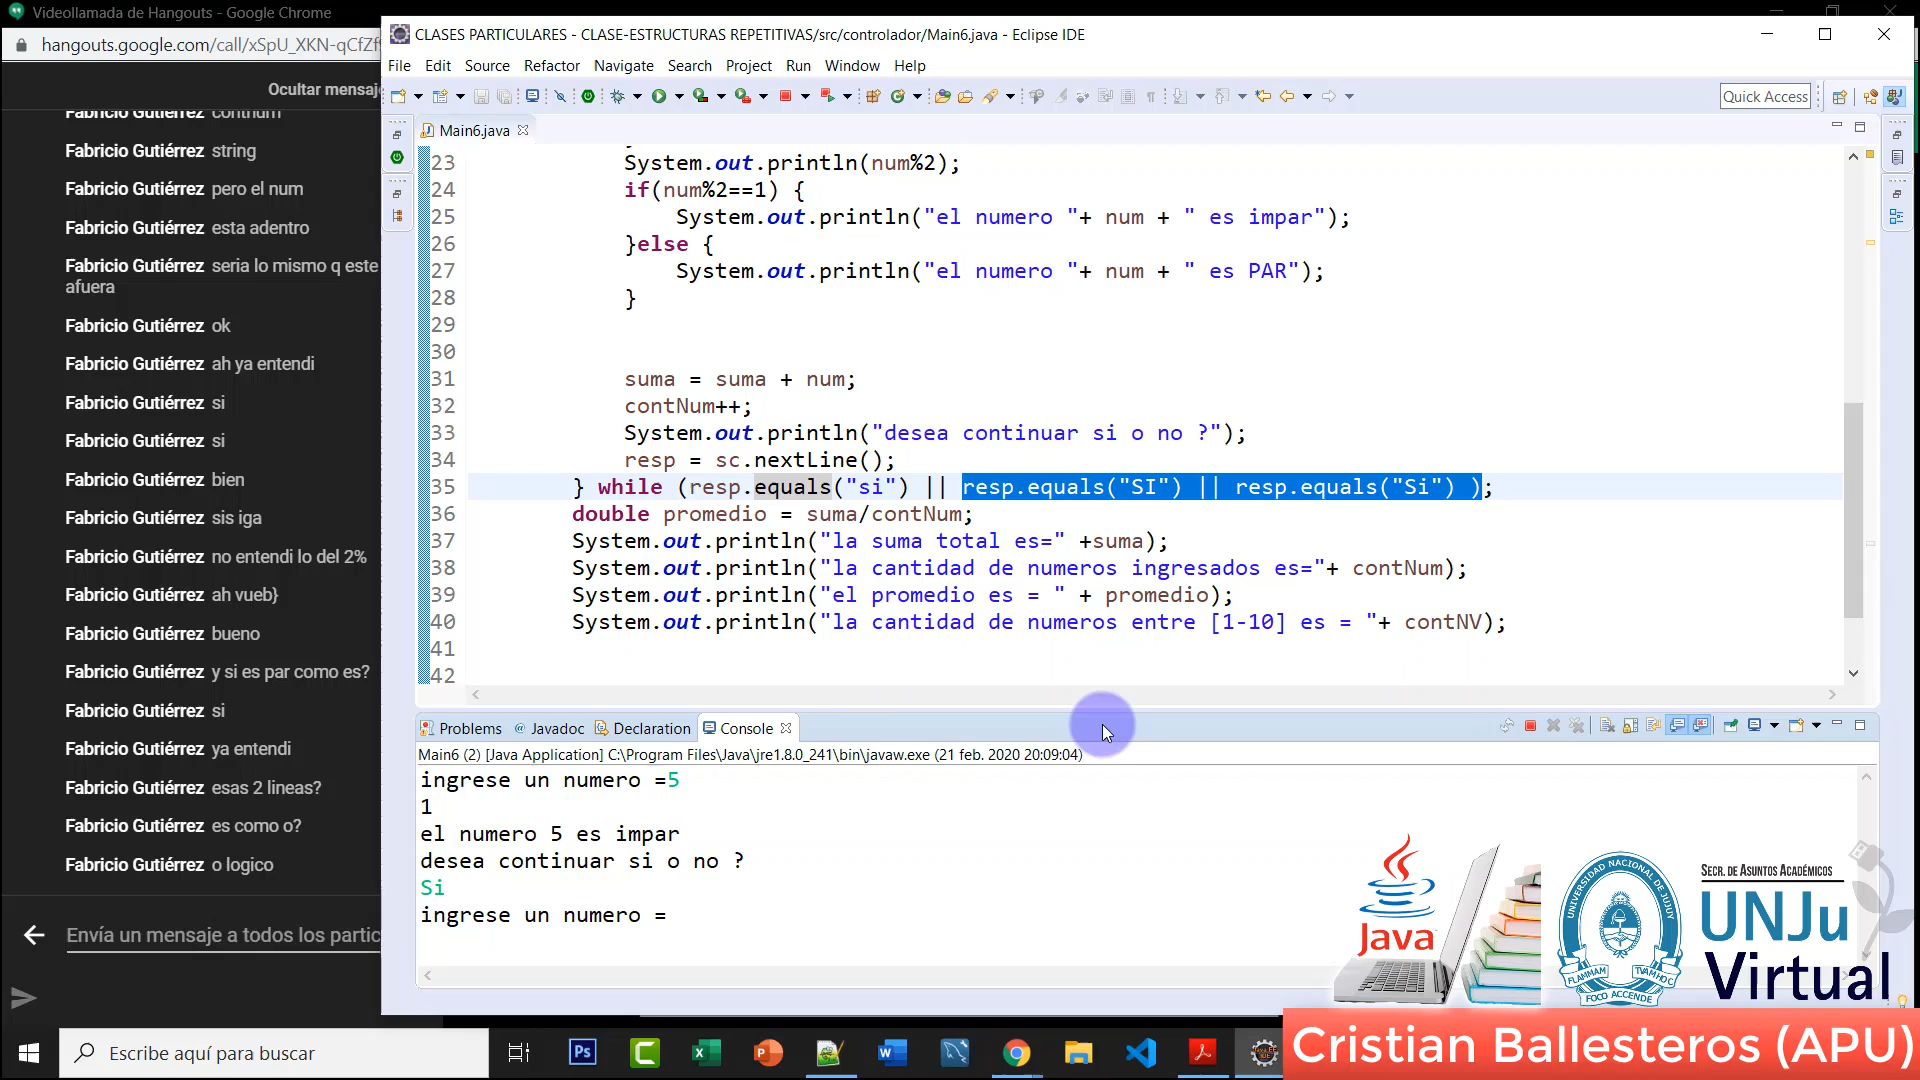 Videollamada de Hangouts - Google Chrome
hangouts.google.com/call/xSpU_XKN-qCfZf
Ocultar mensaje
Fabricio Gutiérrez contnum
Fabricio Gutiérrez string
Fabricio Gutiérrez pero el num
Fabricio Gutiérrez esta adentro
Fabricio Gutiérrez seria lo mismo q este
afuera
Fabricio Gutiérrez ok
Fabricio Gutiérrez ah ya entendi
Fabricio Gutiérrez si
Fabricio Gutiérrez si
Fabricio Gutiérrez bien
Fabricio Gutiérrez sis iga
Fabricio Gutiérrez no entendi lo del 2%
Fabricio Gutiérrez ah vueb}
Fabricio Gutiérrez bueno
Fabricio Gutiérrez y si es par como es?
Fabricio Gutiérrez si
Fabricio Gutiérrez ya entendi
Fabricio Gutiérrez esas 2 lineas?
Fabricio Gutiérrez es como o?
Fabricio Gutiérrez o logico
Envía un mensaje a todos los partic
CLASES PARTICULARES - CLASE-ESTRUCTURAS REPETITIVAS/src/controlador/Main6.java - Eclipse IDE
File Edit Source Refactor Navigate Search Project Run Window Help
Quick Access
Main6.java
23 System.out.println(num%2);
24 if(num%2==1) {
25 System.out.println("el numero "+ num + " es impar");
26 }else {
27 System.out.println("el numero "+ num + " es PAR");
28 }
29
30
31 suma = suma + num;
32 contNum++;
33 System.out.println("desea continuar si o no ?");
34 resp = sc.nextLine();
35 } while (resp.equals("si") || resp.equals("SI") || resp.equals("Si") );
36 double promedio = suma/contNum;
37 System.out.println("la suma total es=" +suma);
38 System.out.println("la cantidad de numeros ingresados es="+ contNum);
39 System.out.println("el promedio es = " + promedio);
40 System.out.println("la cantidad de numeros entre [1-10] es = "+ contNV);
41
42
Problems @ Javadoc Declaration Console
Main6 (2) [Java Application] C:\Program Files\Java\jre1.8.0_241\bin\javaw.exe (21 feb. 2020 20:09:04)
ingrese un numero =5
1
el numero 5 es impar
desea continuar si o no ?
Si
ingrese un numero =
Java
UNIVERSIDAD NACIONAL DE JUJUY
FLAMMAM TVAM HOC
FOCO ACCENDE
SECR. DE ASUNTOS ACADÉMICOS
UNJu
Virtual
Escribe aquí para buscar
Cristian Ballesteros (APU)